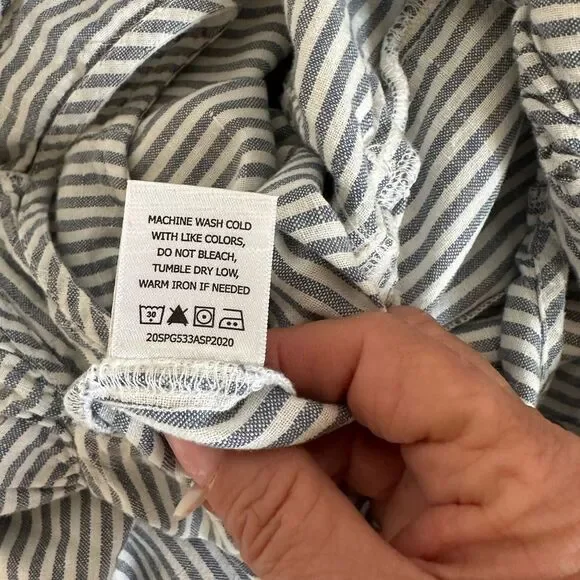 MACHINE WASH COLD
WITH LIKE COLORS,
DO NOT BLEACH,
TUMBLE DRY LOW,
WARM IRON IF NEEDED
30
20SPG533ASP2020